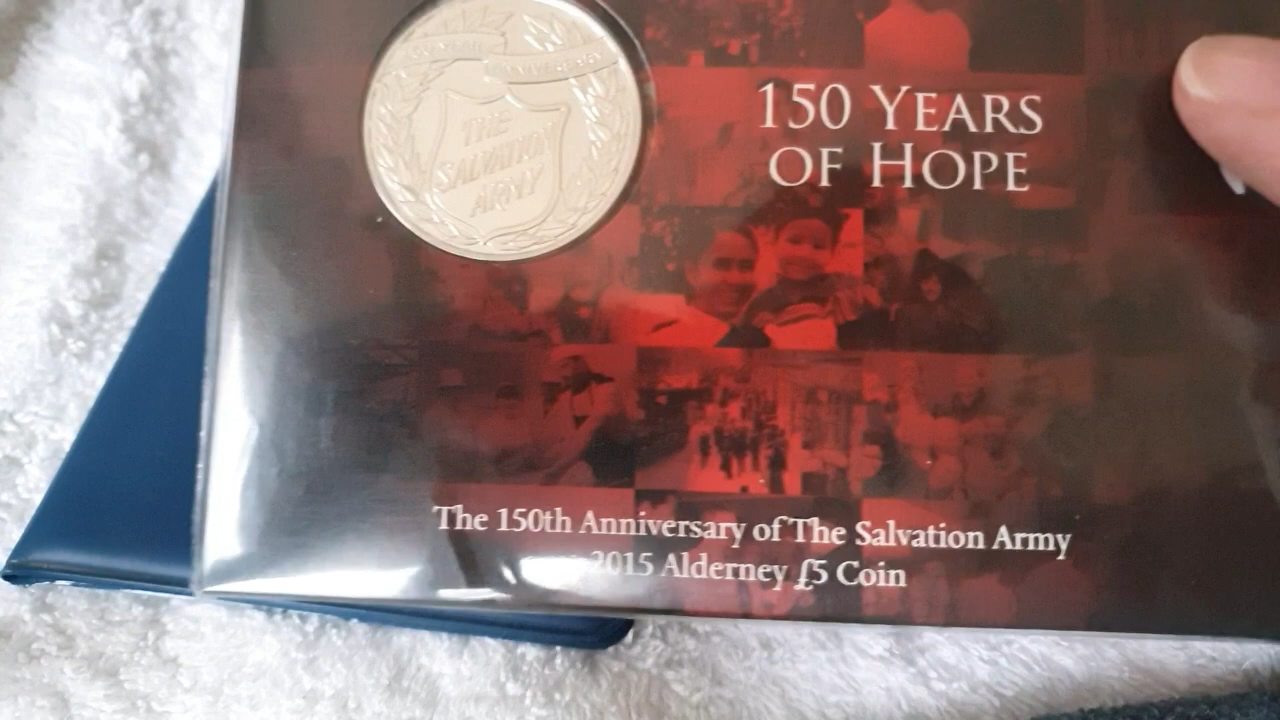 ANNIVERSARY
THE
SALVATION
ARMY
150 YEARS
OF HOPE
The 150th Anniversary of The Salvation Army
2015 Alderney £5 Coin